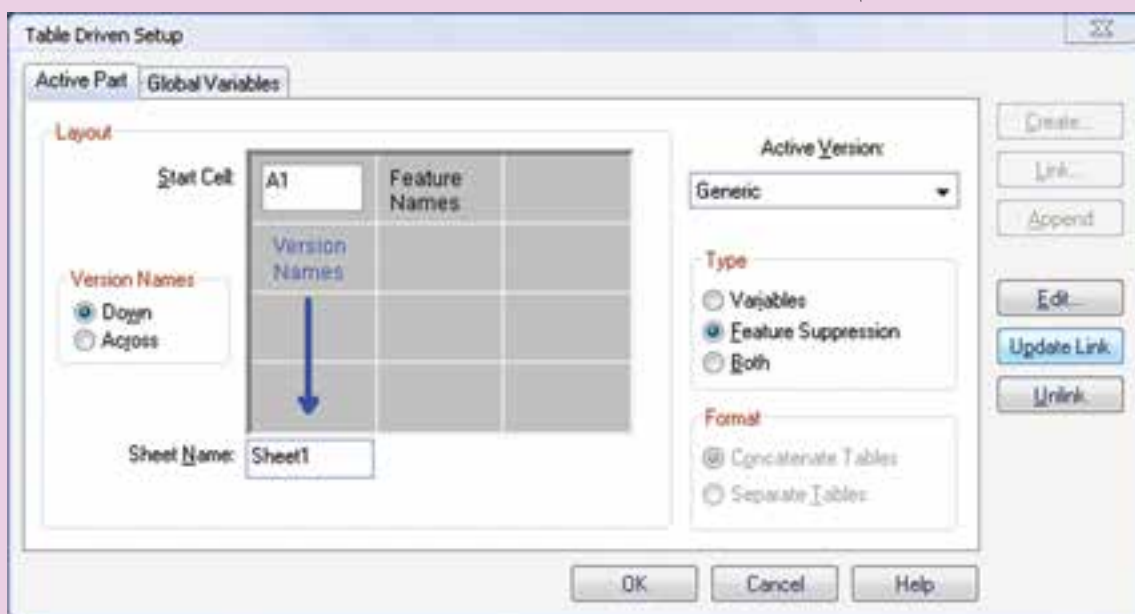 Table Driven Setup
Active Part
Global Variables
Layout
Start Cell:
A1
Feature
Names
Version
Names
Version Names
Down
Across
Sheet Name:
Sheet1
Active Version:
Generic
Type
Variables
Feature Suppression
Both
Format
Concatenate Tables
Separate Tables
Create...
Link...
Append
Edit...
Update Link
Unlink
OK
Cancel
Help